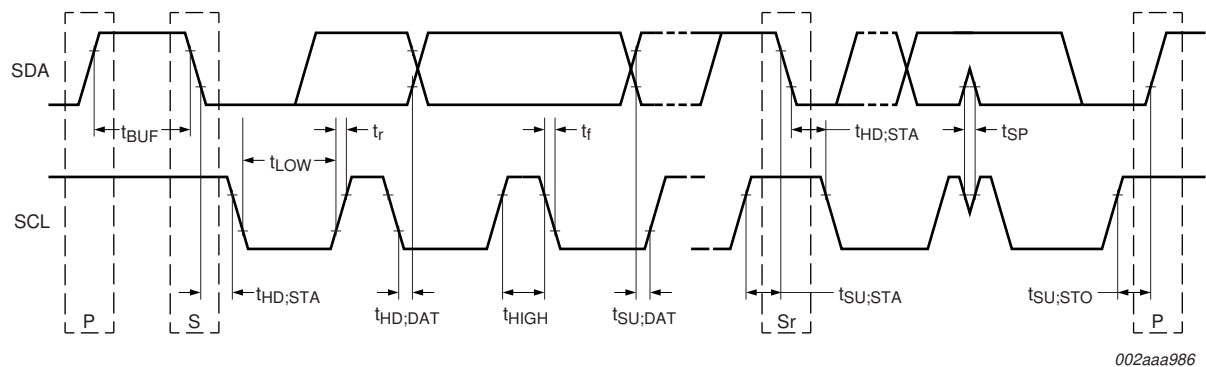 SDA
tBUF
tr
tf
tHD;STA
tSP
tLOW
SCL
tHD;STA
tHD;DAT
tHIGH
tSU;DAT
tSU;STA
tSU;STO
P
S
Sr
P
002aaa986